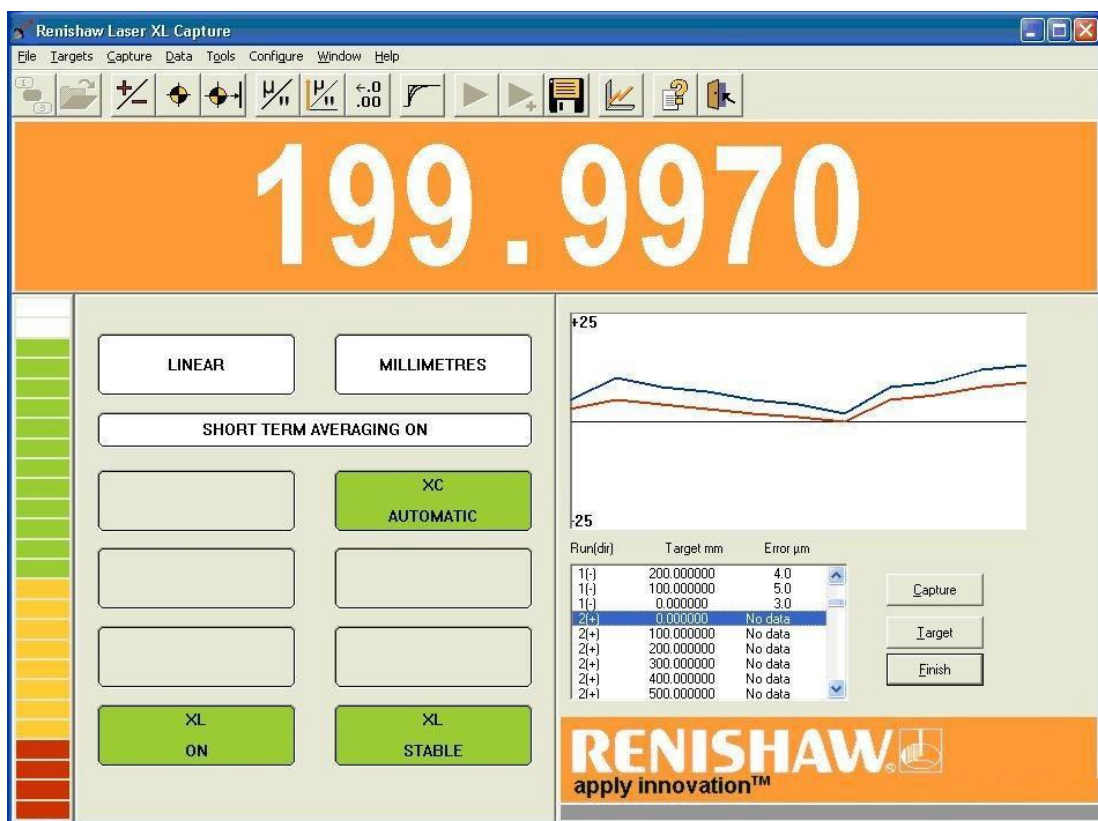 Renishaw Laser XL Capture
File Targets Capture Data Tools Configure Window Help
199.9970
LINEAR
MILLIMETRES
SHORT TERM AVERAGING ON
XC
AUTOMATIC
XL
ON
XL
STABLE
+25
-25
Run(dir) Target mm Error µm
1(-) 200.000000 4.0
1(-) 100.000000 5.0
1(-) 0.000000 3.0
2(+) 0.000000 No data
2(+) 100.000000 No data
2(+) 200.000000 No data
2(+) 300.000000 No data
2(+) 400.000000 No data
2(+) 500.000000 No data
Capture
Target
Finish
RENISHAW
apply innovation™